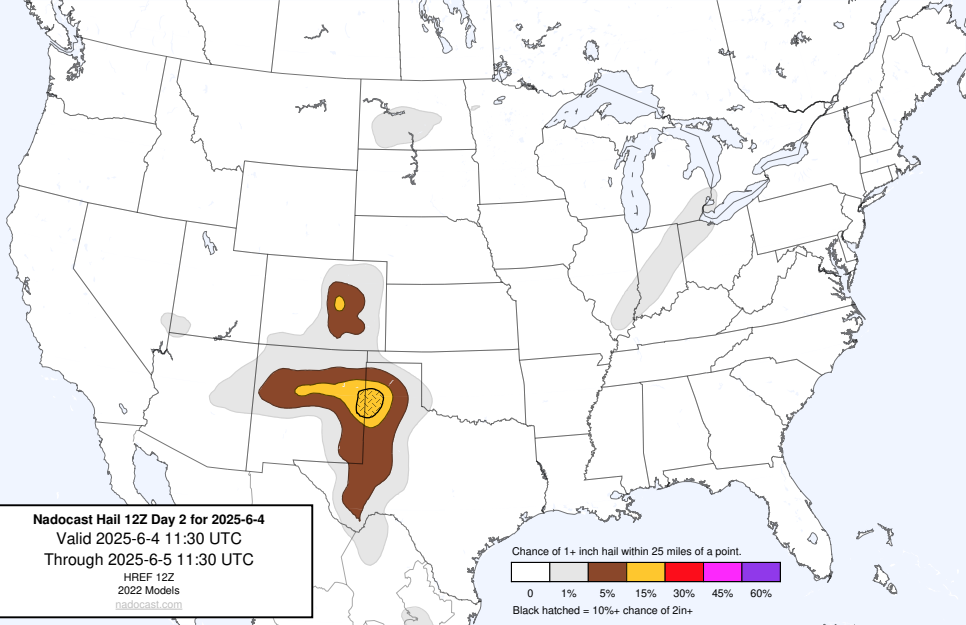 Nadocast Hail 12Z Day 2 for 2025-6-4
Valid 2025-6-4 11:30 UTC
Through 2025-6-5 11:30 UTC
HREF 12Z
2022 Models
nadocast.com
Chance of 1+ inch hail within 25 miles of a point.
0 1% 5% 15% 30% 45% 60%
Black hatched = 10%+ chance of 2in+